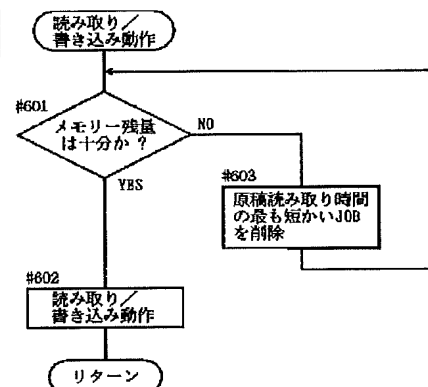 読み取り／
書き込み動作
#601
メモリー残量
は十分か？
NO
YES
#603
原稿読み取り時間
の最も短かいJOB
を削除
#602
読み取り／
書き込み動作
リターン